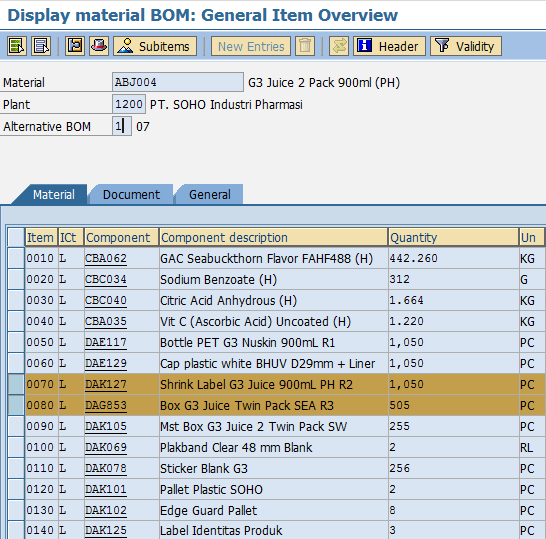 Display material BOM: General Item Overview
Subitems New Entries Header Validity
Material ABJ004 G3 Juice 2 Pack 900ml (PH)
Plant 1200 PT. SOHO Industri Pharmasi
Alternative BOM 1 07
Material Document General
Item ICt Component Component description Quantity Un
0010 L CBA062 GAC Seabuckthorn Flavor FAHF488 (H) 442.260 KG
0020 L CBC034 Sodium Benzoate (H) 312 G
0030 L CBC040 Citric Acid Anhydrous (H) 1.664 KG
0040 L CBA035 Vit C (Ascorbic Acid) Uncoated (H) 1.220 KG
0050 L DAE117 Bottle PET G3 Nuskin 900mL R1 1,050 PC
0060 L DAE129 Cap plastic white BHUV D29mm + Liner 1,050 PC
0070 L DAK127 Shrink Label G3 Juice 900mL PH R2 1,050 PC
0080 L DAG853 Box G3 Juice Twin Pack SEA R3 505 PC
0090 L DAK105 Mst Box G3 Juice 2 Twin Pack SW 255 PC
0100 L DAK069 Plakband Clear 48 mm Blank 2 RL
0110 L DAK078 Sticker Blank G3 256 PC
0120 L DAK101 Pallet Plastic SOHO 2 PC
0130 L DAK102 Edge Guard Pallet 8 PC
0140 L DAK125 Label Identitas Produk 3 PC